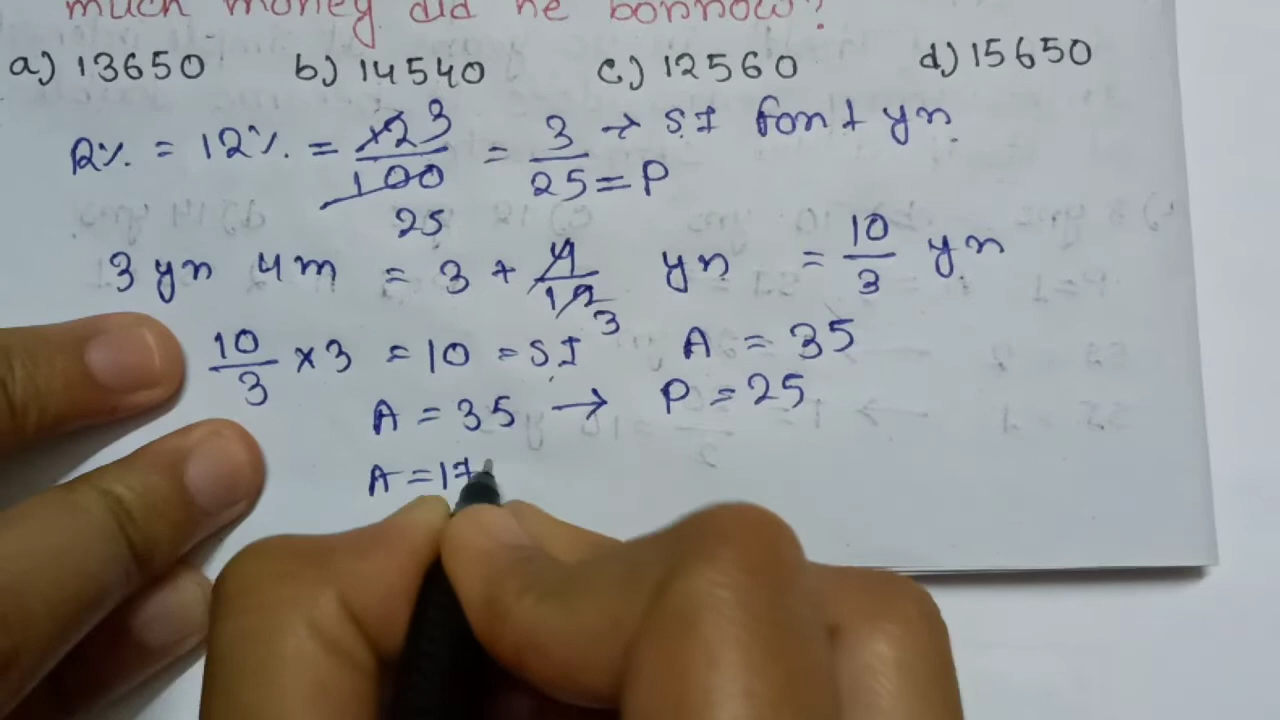 much money did he borrow?
a) 13650 b) 14540 c) 12560 d) 15650
R% = 12% = 12 3 / 100 25 = 3/25 = P → SI for 1 yr.
3 yr 4m = 3 + 4/12 3 yr = 10/3 yr.
10/3 × 3 = 10 = SI A = 35
A = 35 → P = 25
A = 17